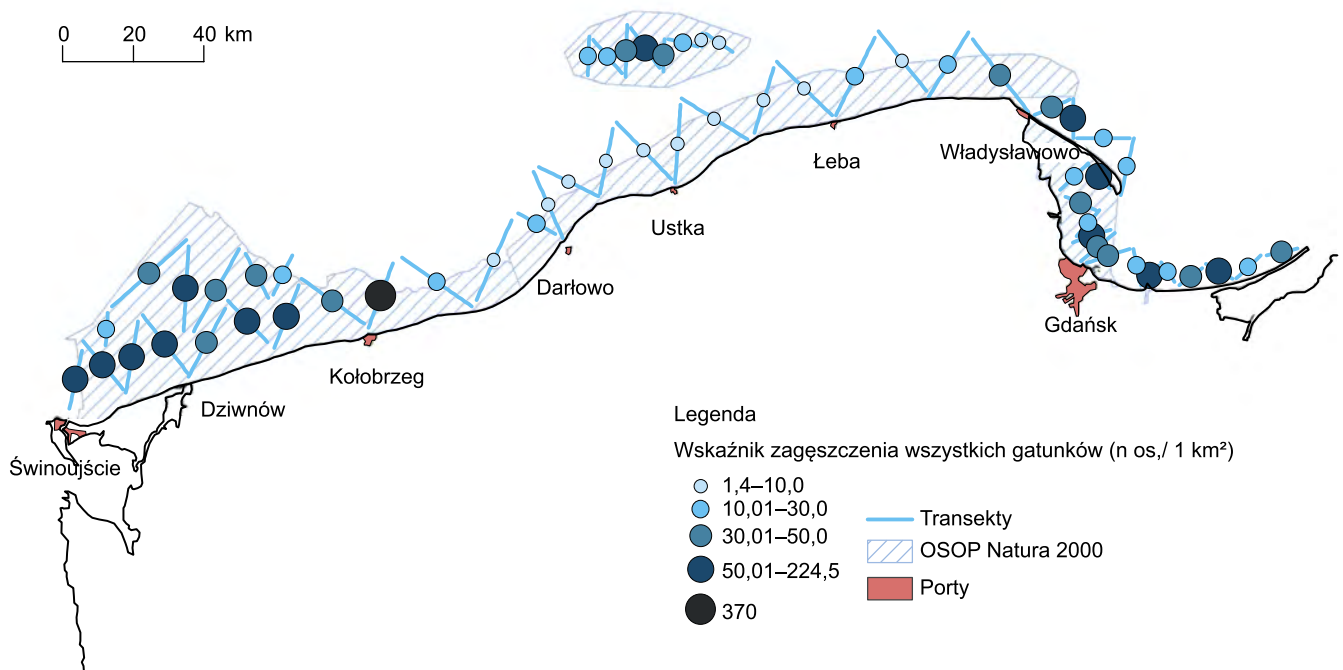 0 20 40 km
Władysławowo
Łeba
Ustka
Darłowo
Gdańsk
Kołobrzeg
Dziwnów
Świnoujście
Legenda
Wskaźnik zagęszczenia wszystkich gatunków (n os,/ 1 km²)
1,4–10,0
10,01–30,0
30,01–50,0
50,01–224,5
370
Transekty
OSOP Natura 2000
Porty